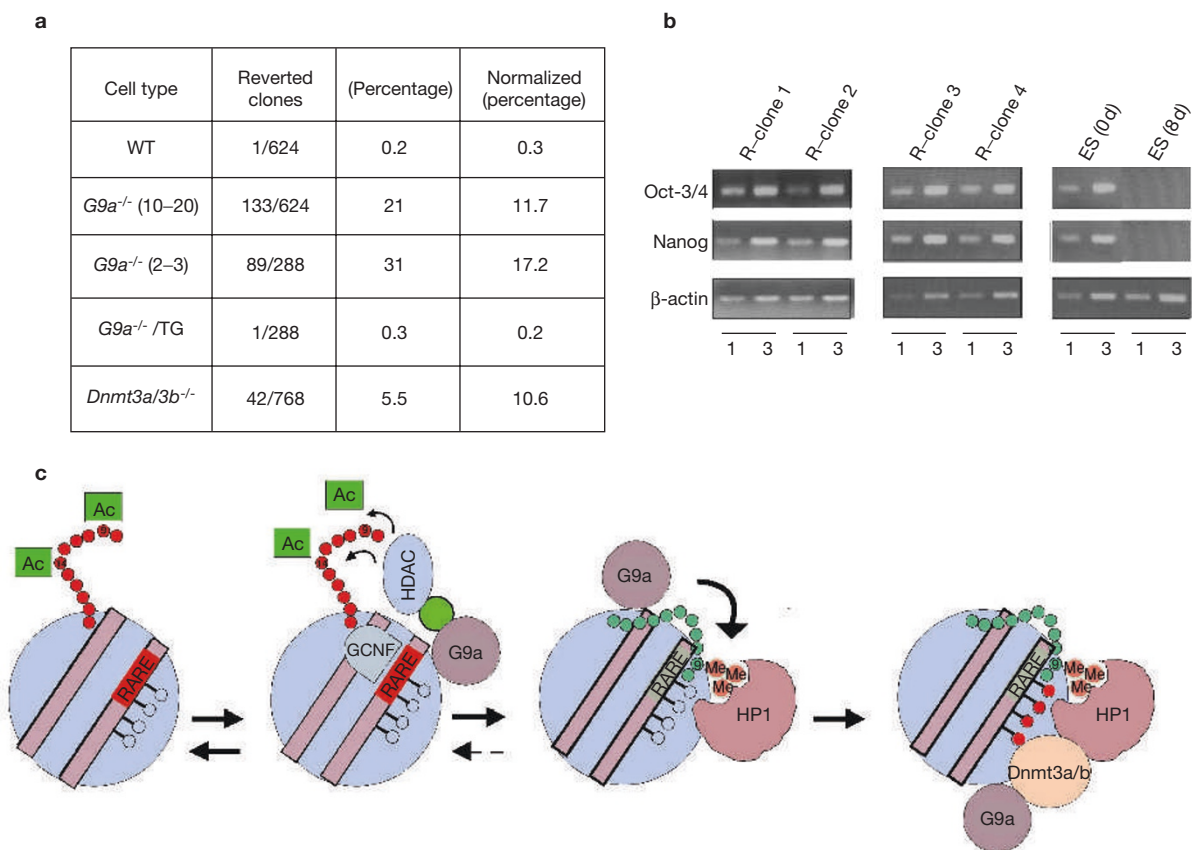 a
Cell type Reverted clones (Percentage) Normalized (percentage)
WT 1/624 0.2 0.3
G9a-/- (10–20) 133/624 21 11.7
G9a-/- (2–3) 89/288 31 17.2
G9a-/- /TG 1/288 0.3 0.2
Dnmt3a/3b-/- 42/768 5.5 10.6
b
R–clone 1 R–clone 2 R–clone 3 R–clone 4 ES (0d) ES (8d)
Oct-3/4
Nanog
β-actin
1 3 1 3 1 3 1 3 1 3 1 3
c
Ac
Ac
9
14
RARE
Ac
Ac
9
HDAC
GCNF
RARE
G9a
G9a
RARE
9
Me
Me
Me
HP1
RARE
9
Me
Me
Me
HP1
Dnmt3a/b
G9a